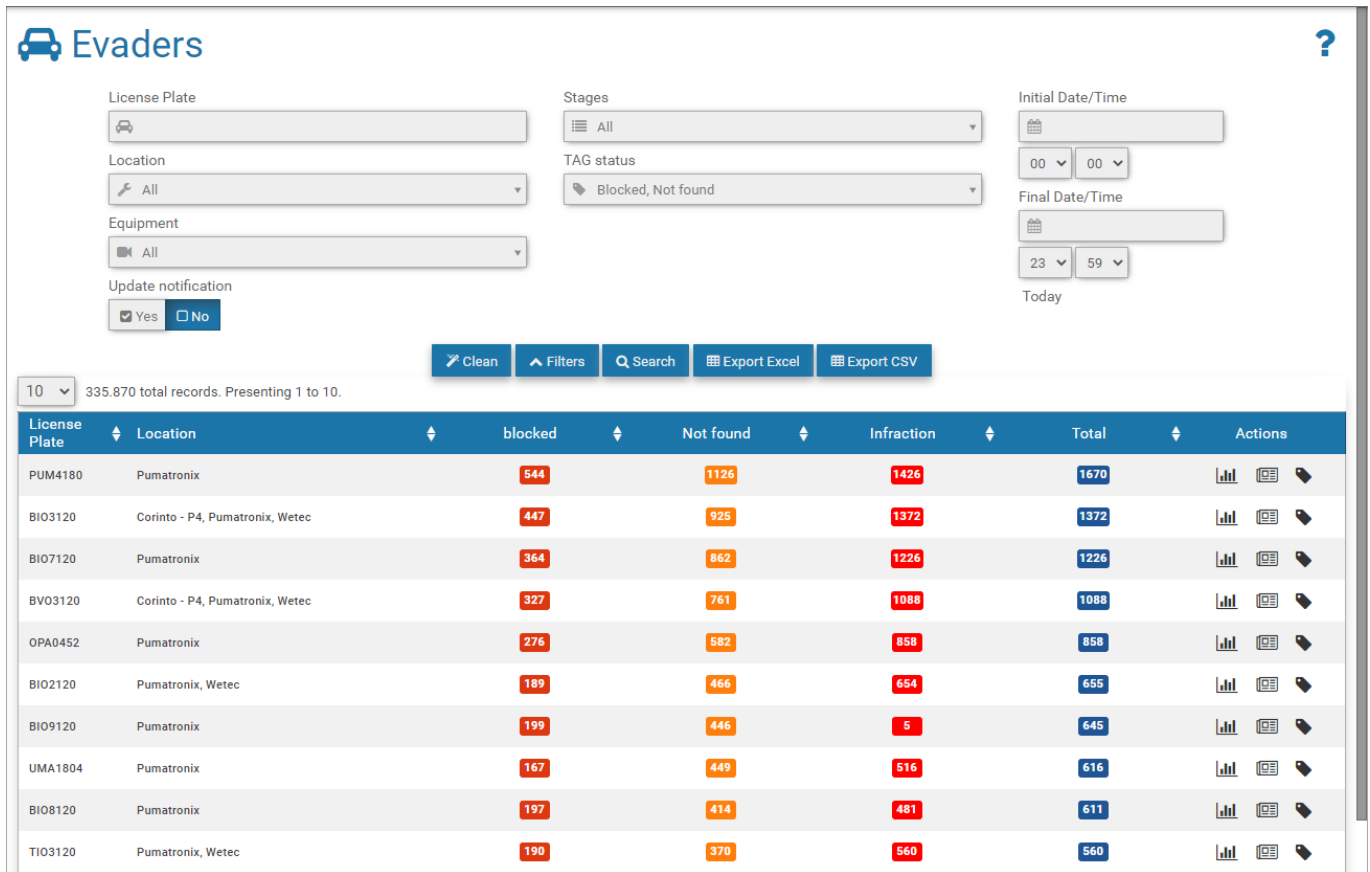 Evaders ?
License Plate Stages Initial Date/Time
All
00 00
Location TAG status
All Blocked, Not found
Final Date/Time
Equipment
All
23 59
Update notification Today
Yes No
Clean Filters Search Export Excel Export CSV
10 335.870 total records. Presenting 1 to 10.
License Plate Location blocked Not found Infraction Total Actions
PUM4180 Pumatronix 544 1126 1426 1670
BIO3120 Corinto - P4, Pumatronix, Wetec 447 925 1372 1372
BIO7120 Pumatronix 364 862 1226 1226
BVO3120 Corinto - P4, Pumatronix, Wetec 327 761 1088 1088
OPA0452 Pumatronix 276 582 858 858
BIO2120 Pumatronix, Wetec 189 466 654 655
BIO9120 Pumatronix 199 446 5 645
UMA1804 Pumatronix 167 449 516 616
BIO8120 Pumatronix 197 414 481 611
TIO3120 Pumatronix, Wetec 190 370 560 560